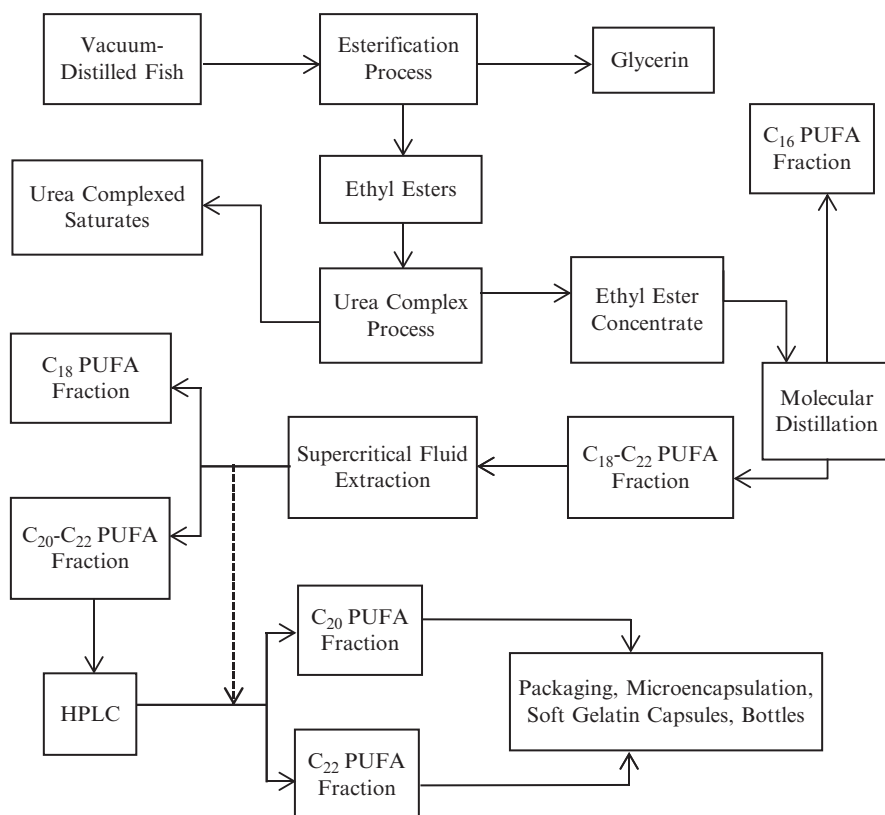 Vacuum-
Distilled Fish
Esterification
Process
Glycerin
C₁₆ PUFA
Fraction
Ethyl Esters
Urea Complexed
Saturates
Urea Complex
Process
Ethyl Ester
Concentrate
C₁₈ PUFA
Fraction
Molecular
Distillation
Supercritical Fluid
Extraction
C₁₈-C₂₂ PUFA
Fraction
C₂₀-C₂₂ PUFA
Fraction
C₂₀ PUFA
Fraction
Packaging, Microencapsulation,
Soft Gelatin Capsules, Bottles
HPLC
C₂₂ PUFA
Fraction